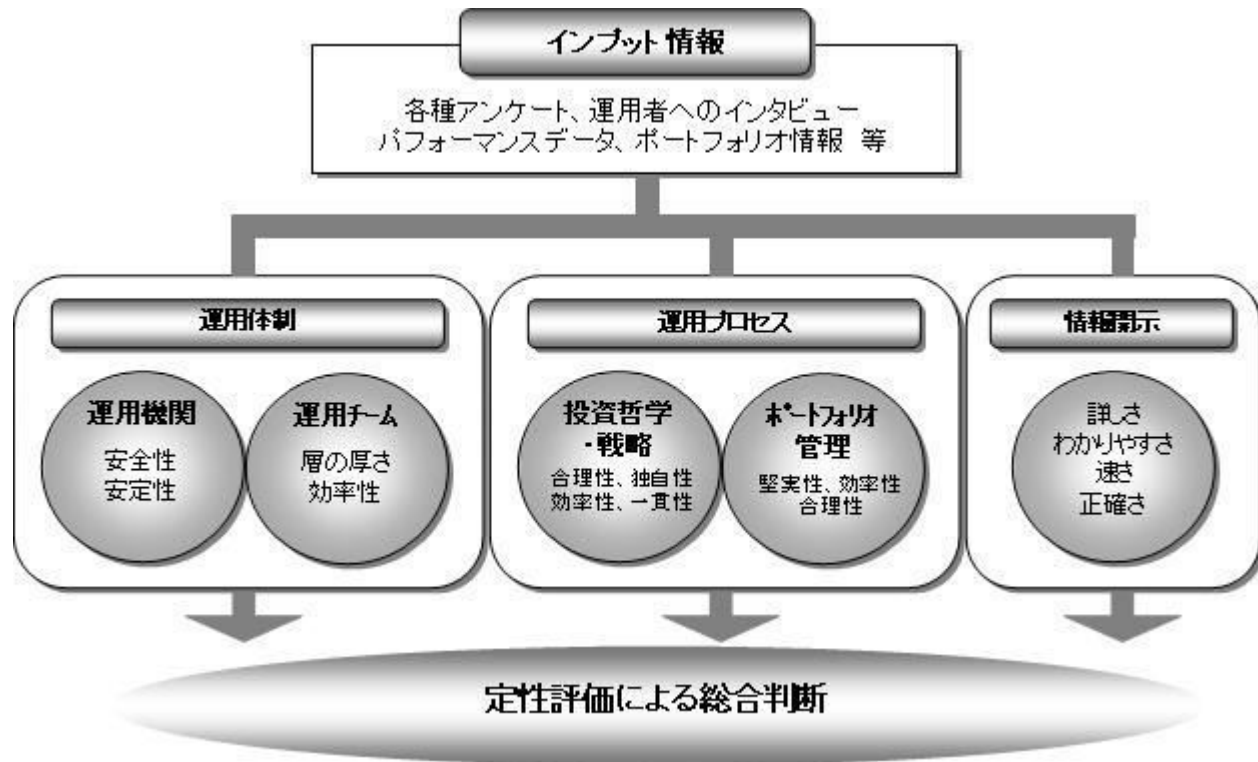 インプット情報
各種アンケート、運用者へのインタビュー
パフォーマンスデータ、ポートフォリオ情報 等
運用体制
運用機関
安全性
安定性
運用チーム
層の厚さ
効率性
運用プロセス
投資哲学
・戦略
合理性、独自性
効率性、一貫性
ポートフォリオ
管理
堅実性、効率性
合理性
情報開示
詳しさ
わかりやすさ
速さ
正確さ
定性評価による総合判断